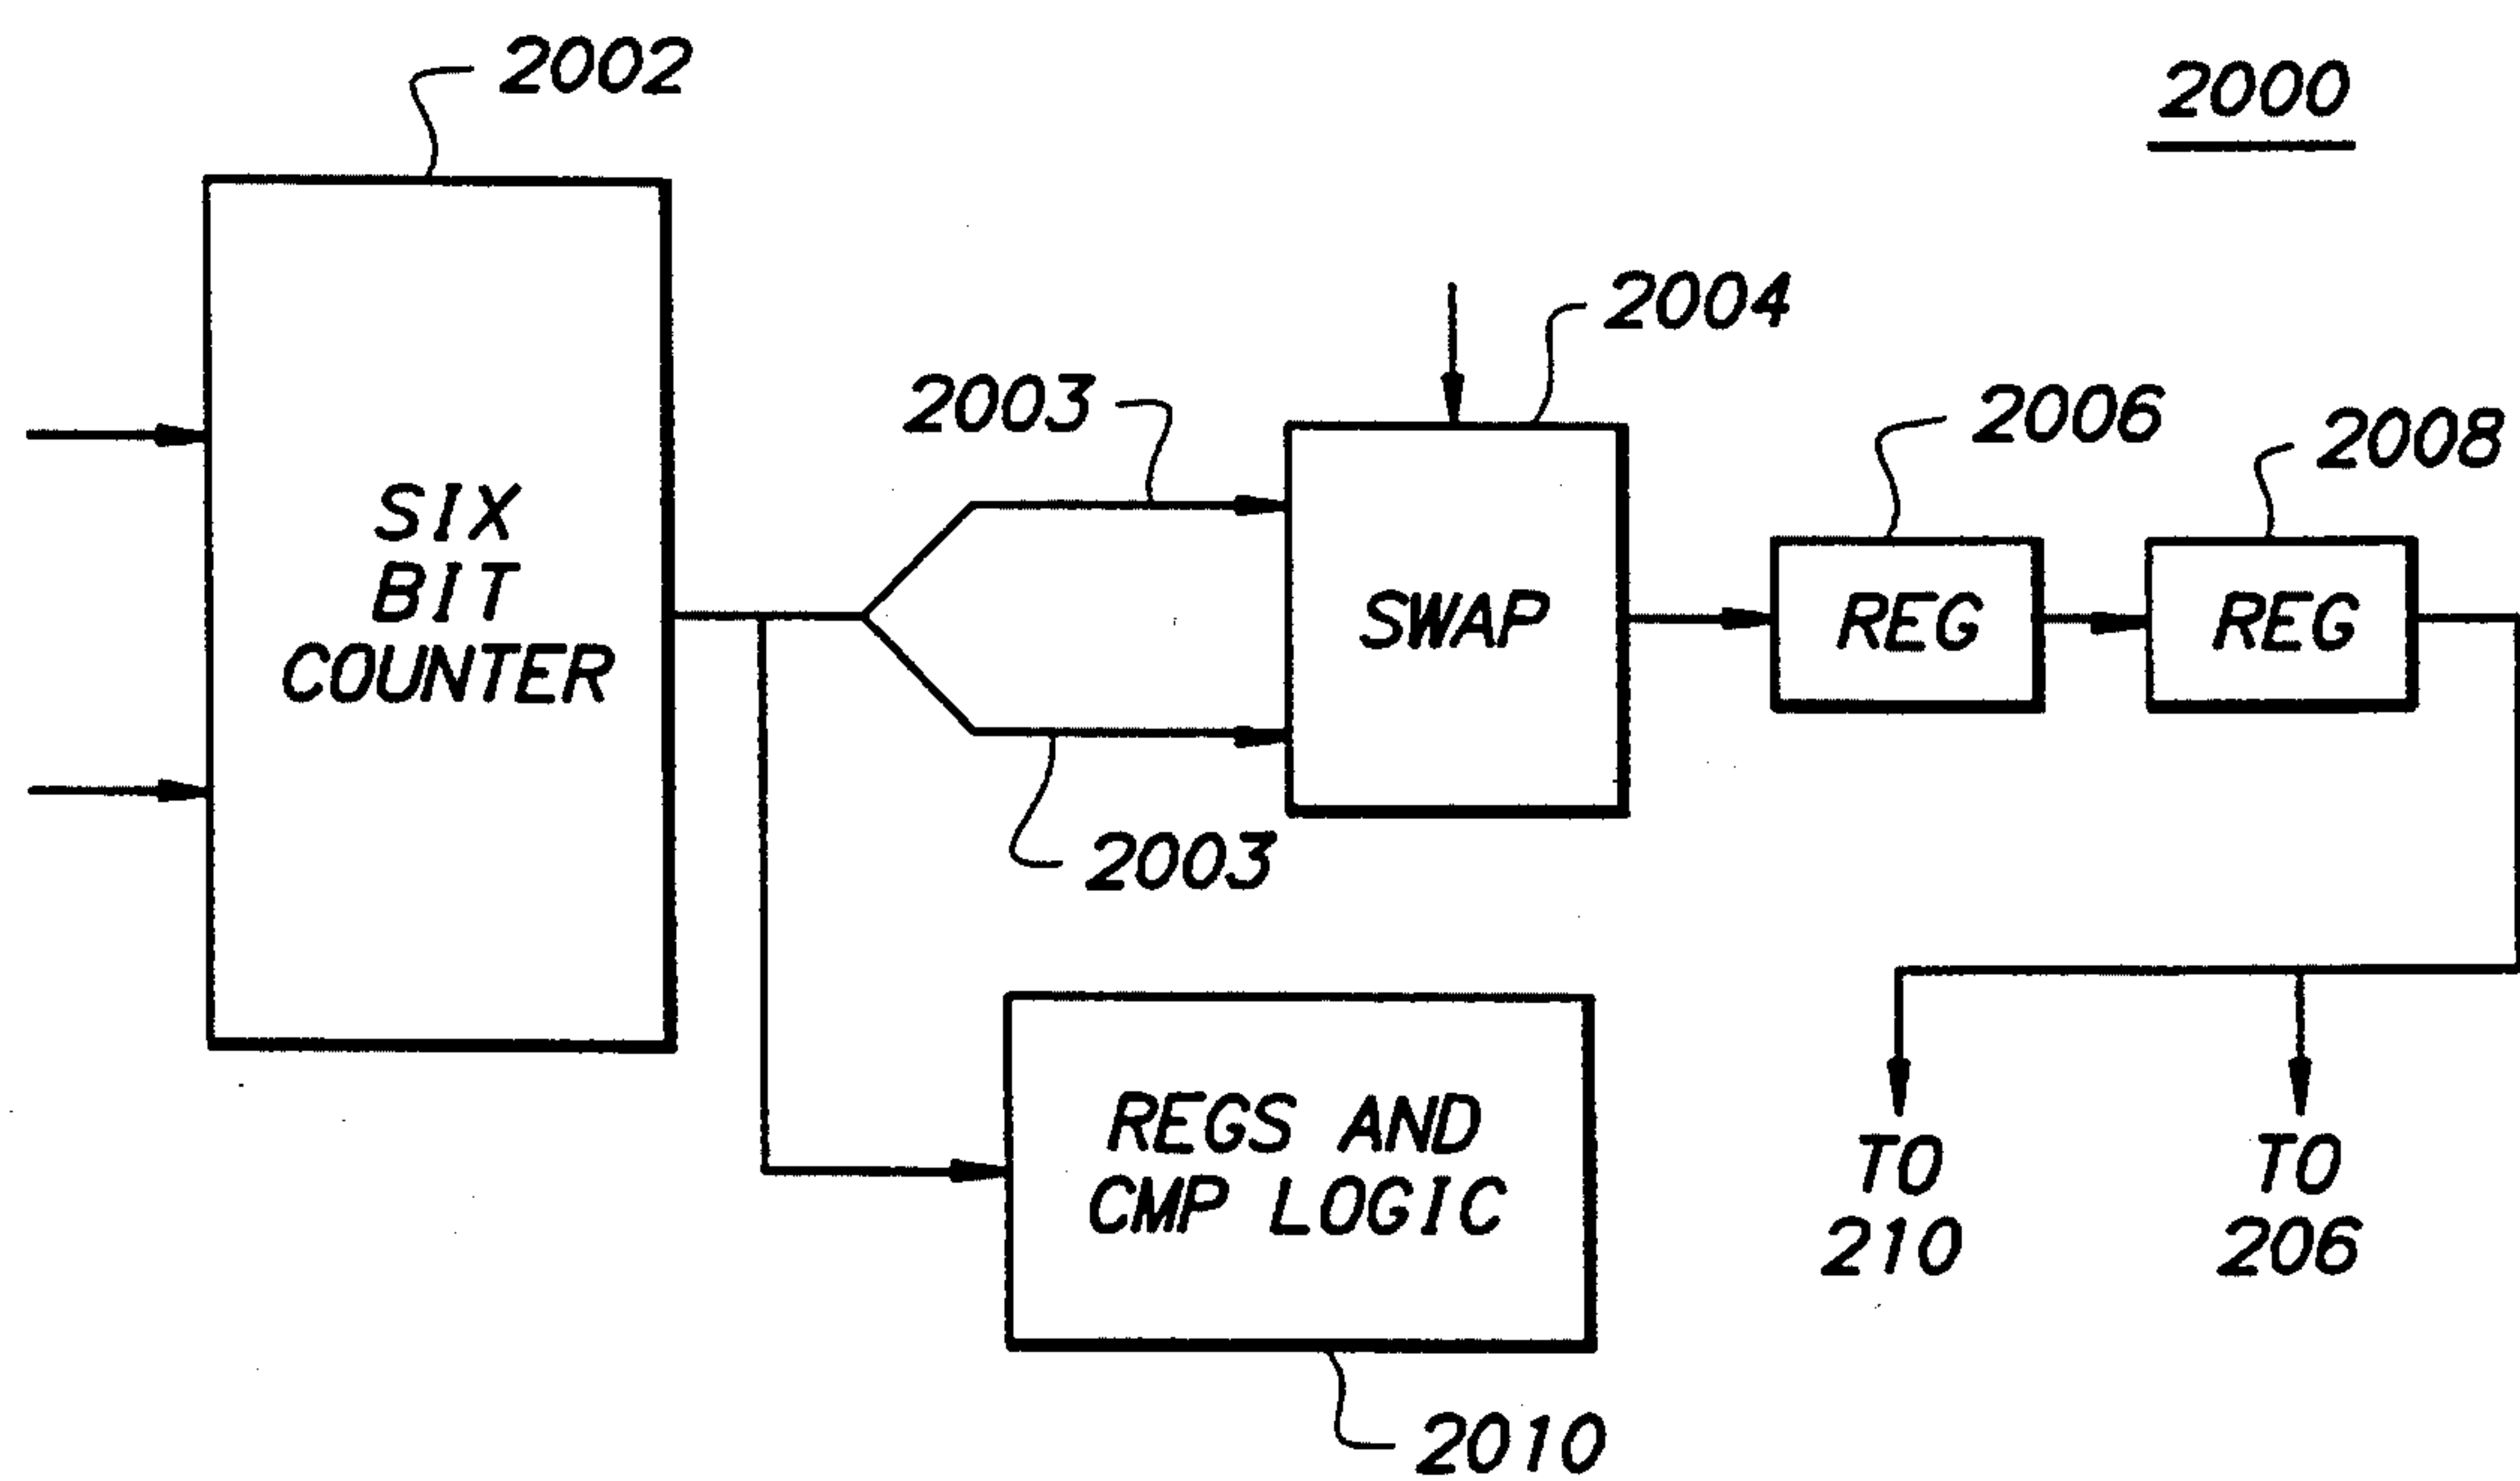 2002
2000
2004
2003
2006
2008
SIX
BIT
COUNTER
SWAP
REG
REG
2003
REGS AND
CMP LOGIC
TO
210
TO
206
2010